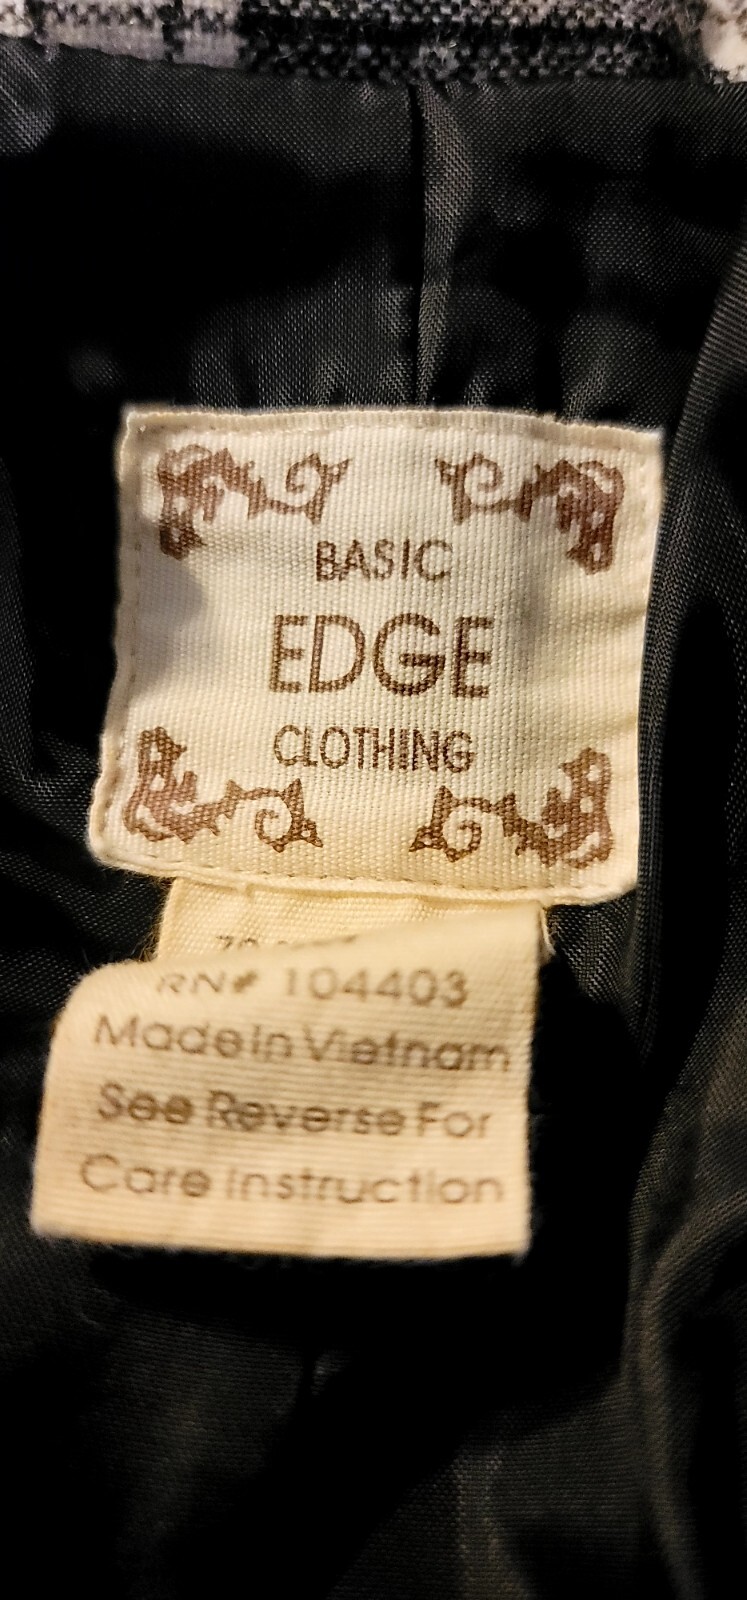 BASIC
EDGE
CLOTHING
RN# 104403
Made In Vietnam
See Reverse For
Care Instruction